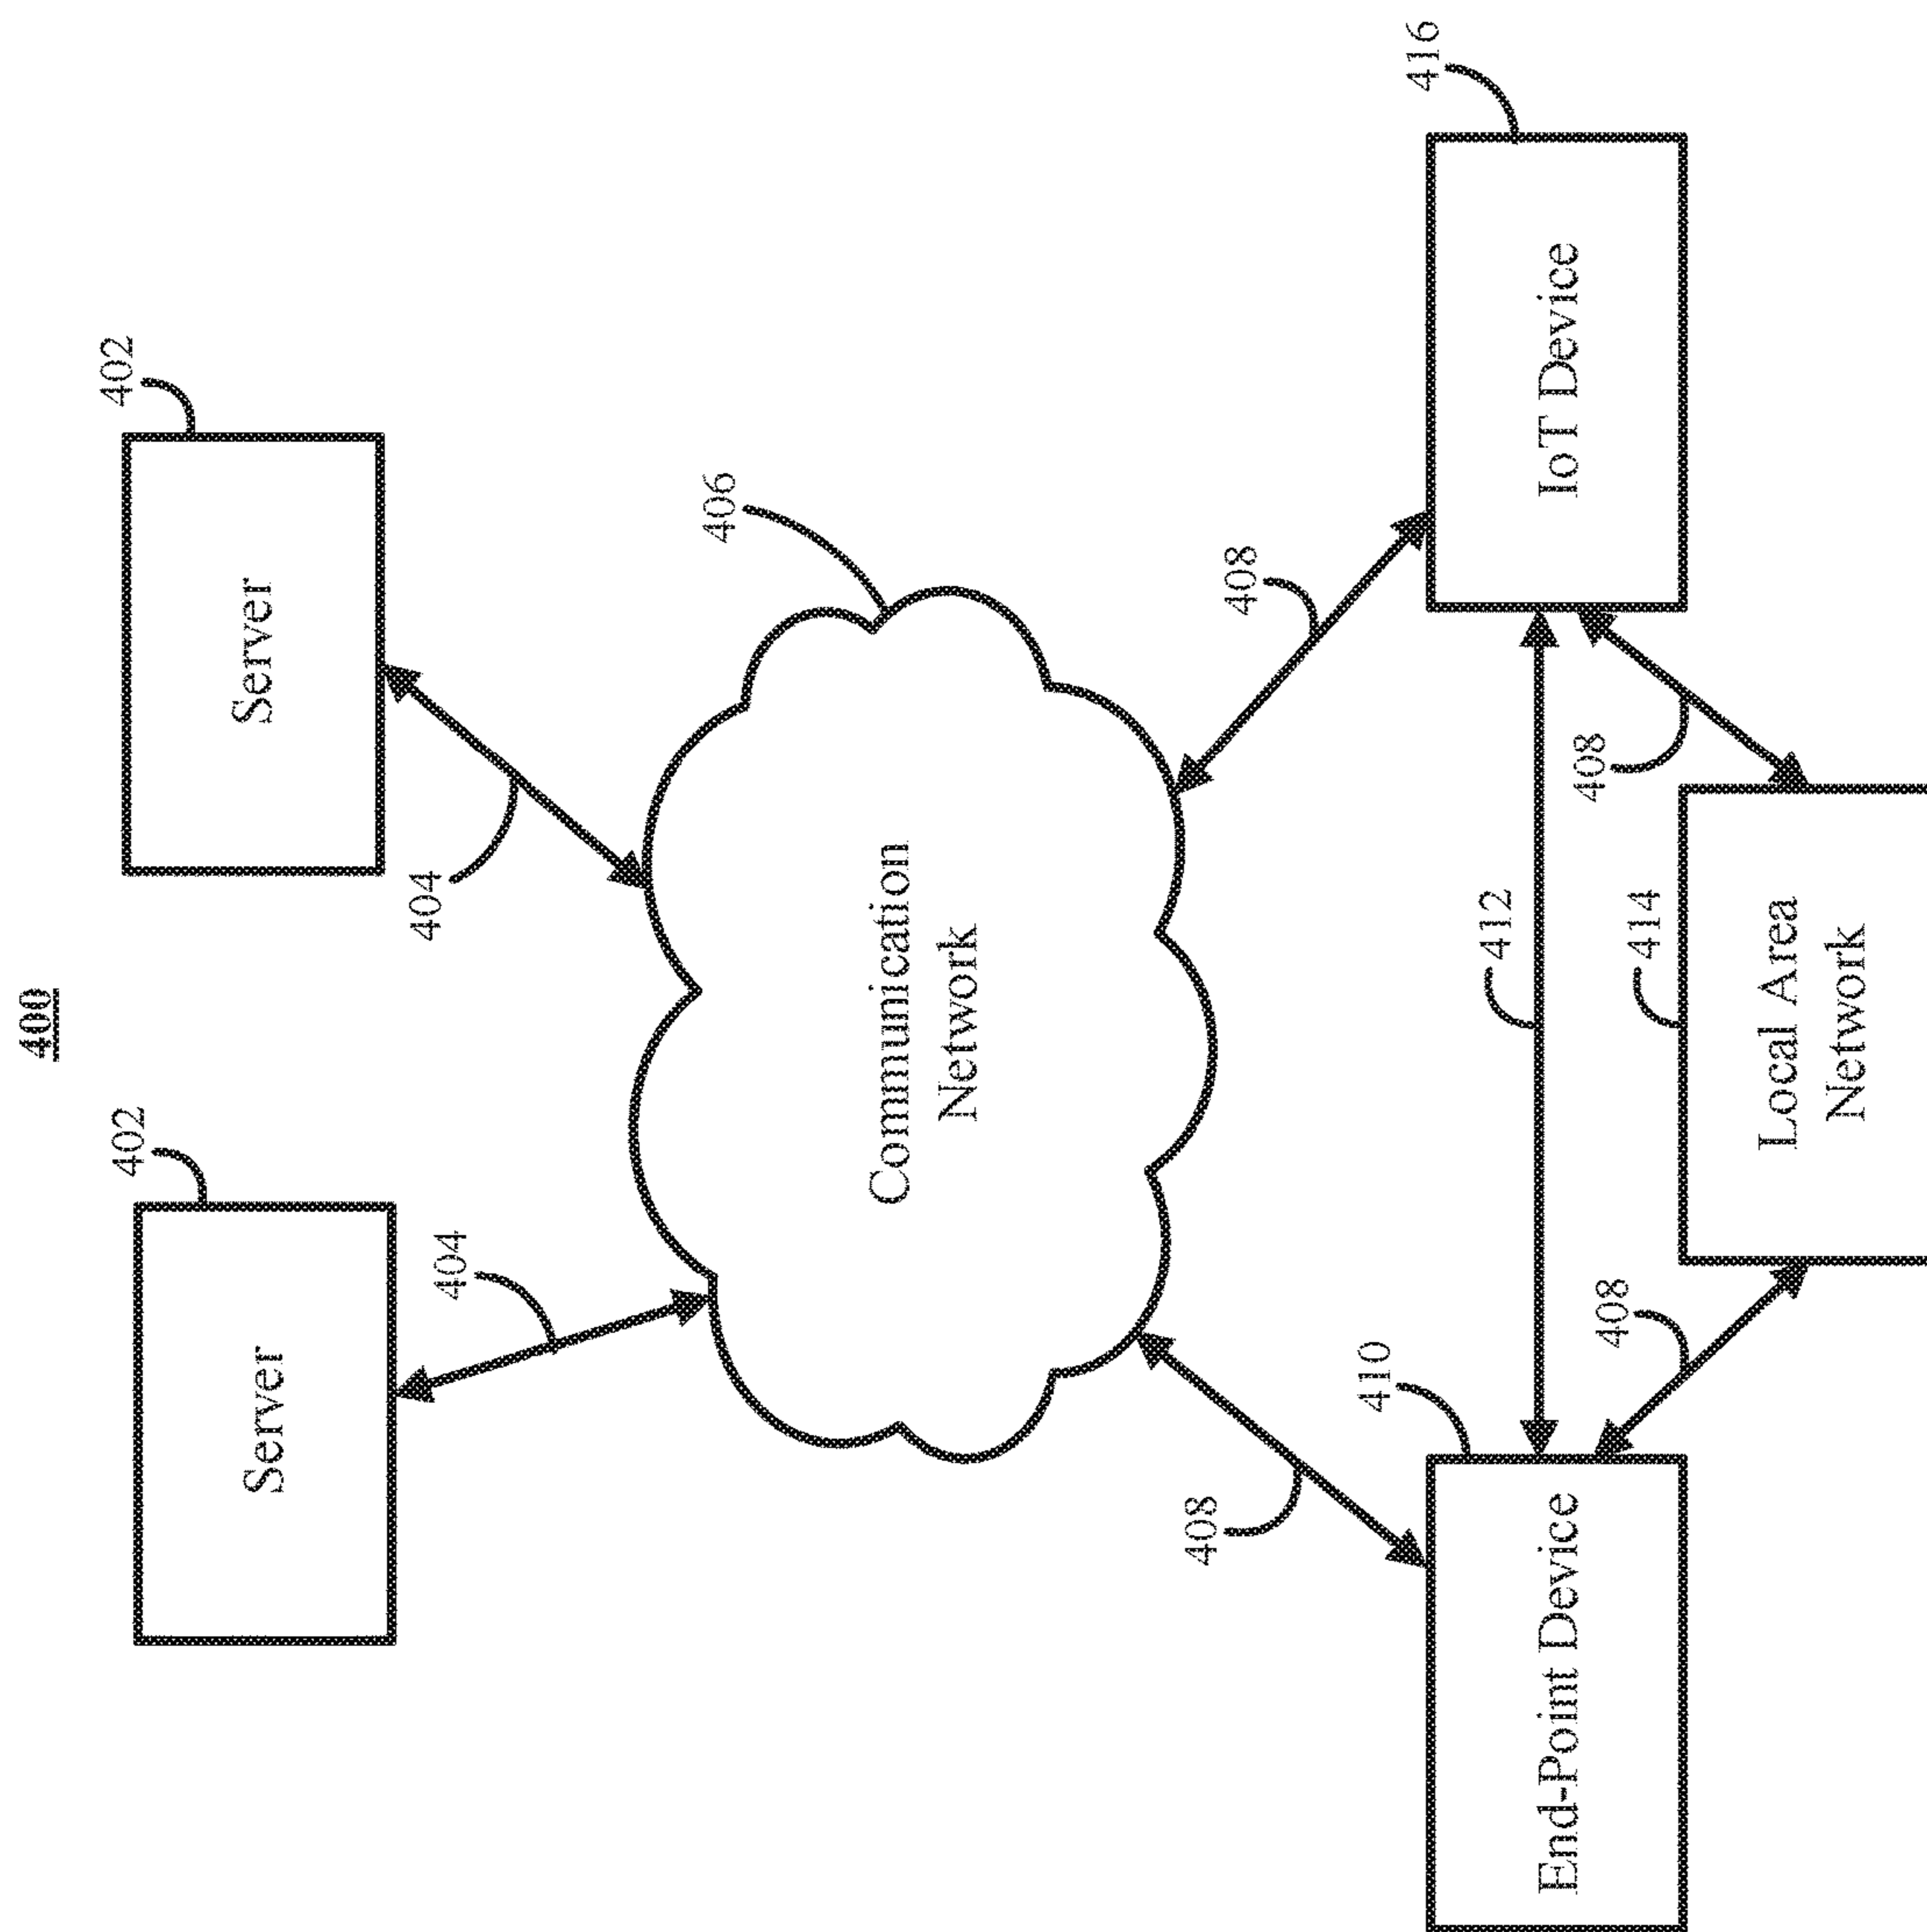 400
402
402
Server
Server
404
404
406
Communication
Network
408
408
410
412
416
End-Point Device
IoT Device
408
414
408
Local Area
Network